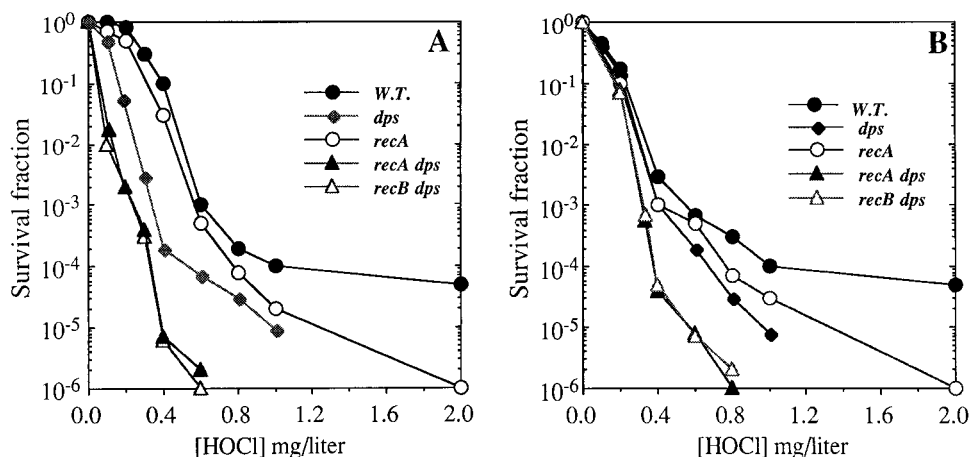 A
Survival fraction
10^0
10^-1
10^-2
10^-3
10^-4
10^-5
10^-6
W.T.
dps
recA
recA dps
recB dps
0.0 0.4 0.8 1.2 1.6 2.0
[HOCl] mg/liter
B
Survival fraction
10^0
10^-1
10^-2
10^-3
10^-4
10^-5
10^-6
W.T.
dps
recA
recA dps
recB dps
0.0 0.4 0.8 1.2 1.6 2.0
[HOCl] mg/liter